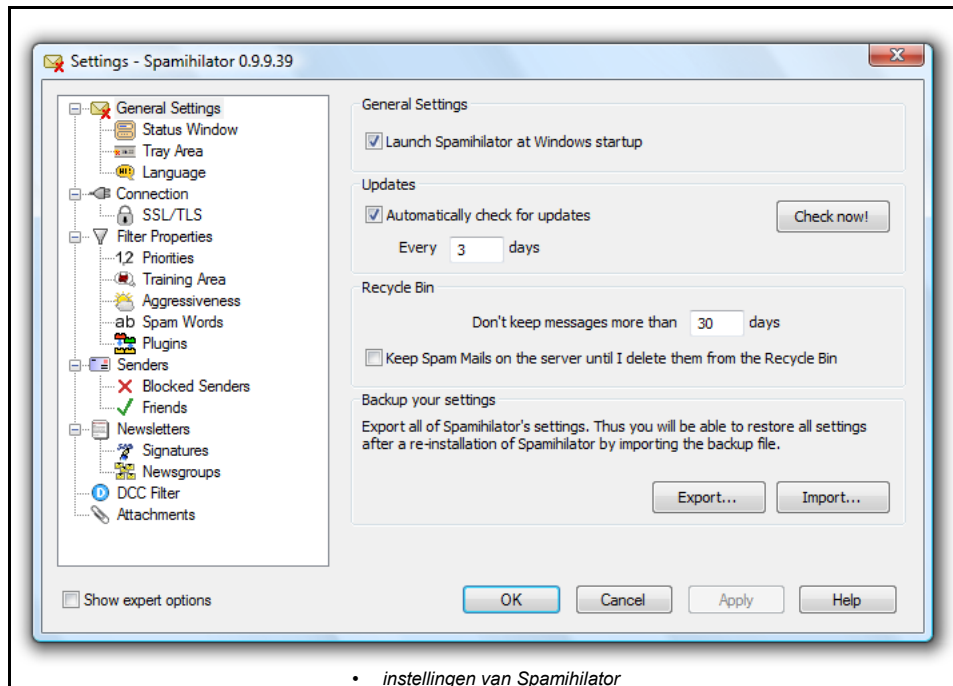 Settings - Spamihilator 0.9.9.39
General Settings
Status Window
Tray Area
Language
Connection
SSL/TLS
Filter Properties
1,2 Priorities
Training Area
Aggressiveness
ab Spam Words
Plugins
Senders
Blocked Senders
Friends
Newsletters
Signatures
Newsgroups
DCC Filter
Attachments
General Settings
Launch Spamihilator at Windows startup
Updates
Automatically check for updates
Check now!
Every 3 days
Recycle Bin
Don't keep messages more than 30 days
Keep Spam Mails on the server until I delete them from the Recycle Bin
Backup your settings
Export all of Spamihilator's settings. Thus you will be able to restore all settings
after a re-installation of Spamihilator by importing the backup file.
Export... Import...
Show expert options
OK Cancel Apply Help
• instellingen van Spamihilator